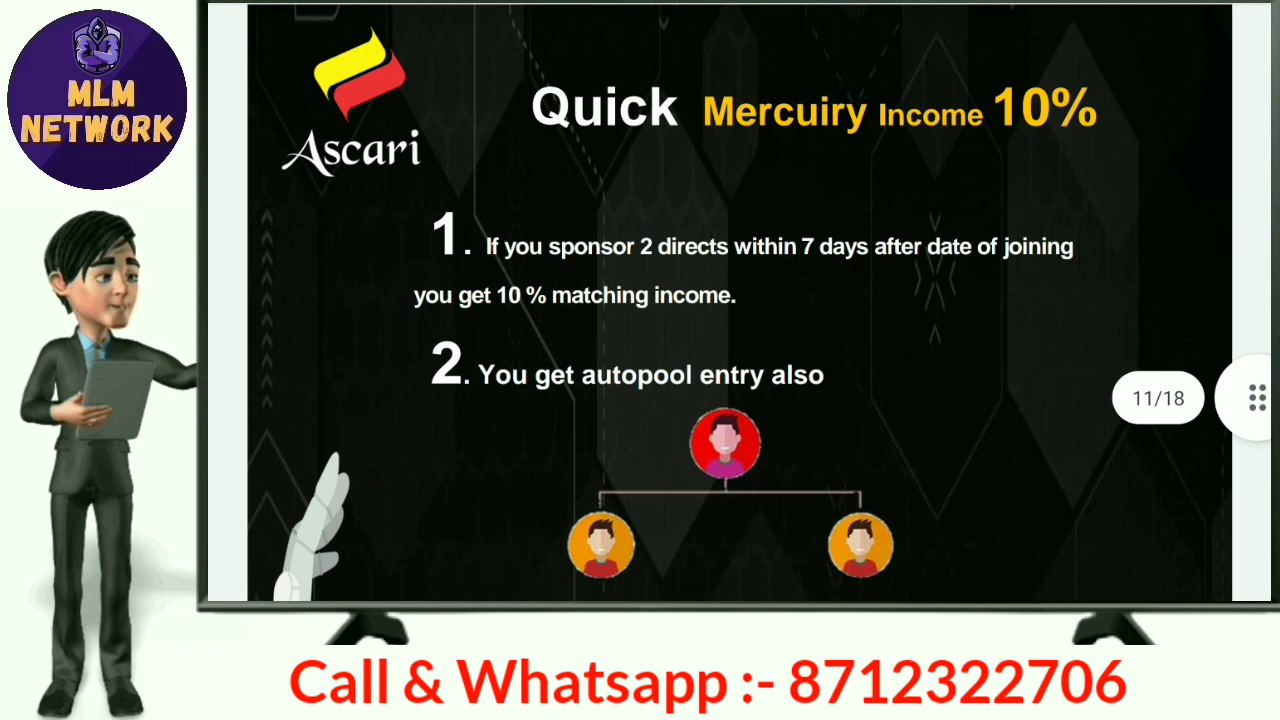 MLM
NETWORK
Ascari
Quick Mercuiry Income 10%
1. If you sponsor 2 directs within 7 days after date of joining
you get 10 % matching income.
2. You get autopool entry also
11/18
Call & Whatsapp :- 8712322706